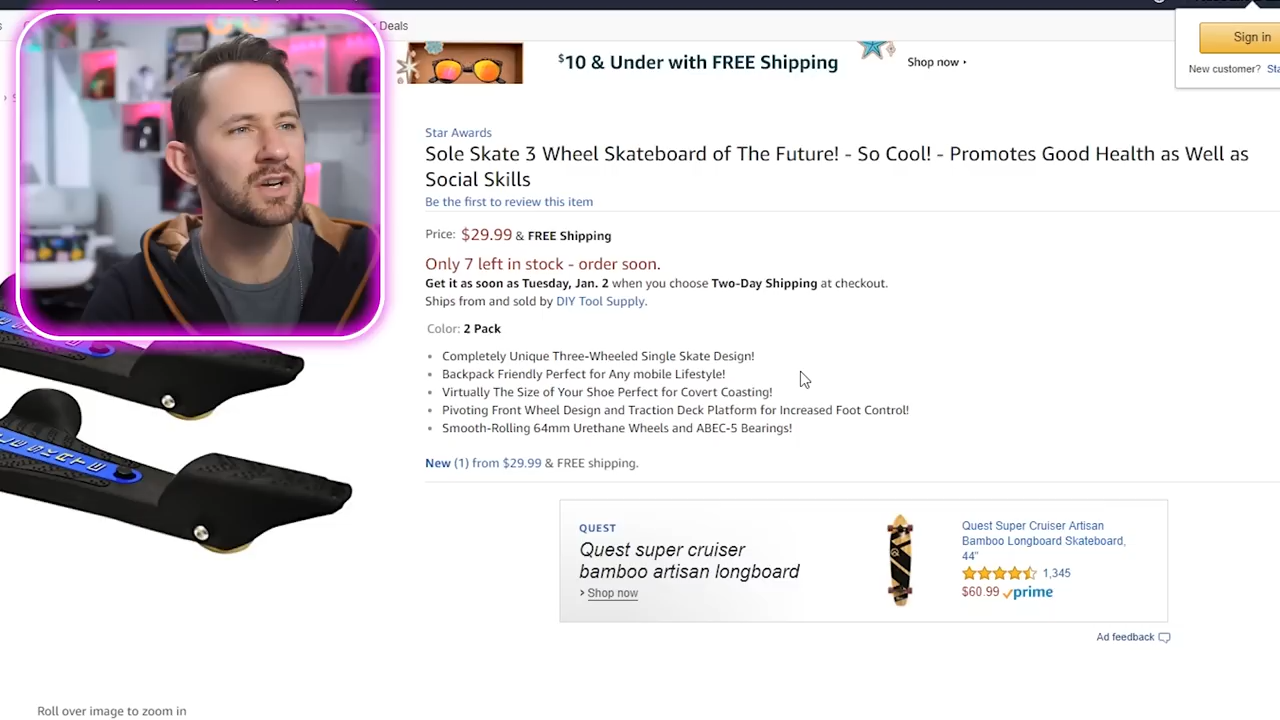 Deals
$10 & Under with FREE Shipping
Shop now
Sign in
New customer?
Star Awards
Sole Skate 3 Wheel Skateboard of The Future! - So Cool! - Promotes Good Health as Well as
Social Skills
Be the first to review this item
Price: $29.99 & FREE Shipping
Only 7 left in stock - order soon.
Get it as soon as Tuesday, Jan. 2 when you choose Two-Day Shipping at checkout.
Ships from and sold by DIY Tool Supply.
Color: 2 Pack
Completely Unique Three-Wheeled Single Skate Design!
Backpack Friendly Perfect for Any mobile Lifestyle!
Virtually The Size of Your Shoe Perfect for Covert Coasting!
Pivoting Front Wheel Design and Traction Deck Platform for Increased Foot Control!
Smooth-Rolling 64mm Urethane Wheels and ABEC-5 Bearings!
New (1) from $29.99 & FREE shipping.
QUEST
Quest super cruiser
bamboo artisan longboard
Shop now
Quest Super Cruiser Artisan
Bamboo Longboard Skateboard,
44"
1,345
$60.99 prime
Ad feedback
Roll over image to zoom in